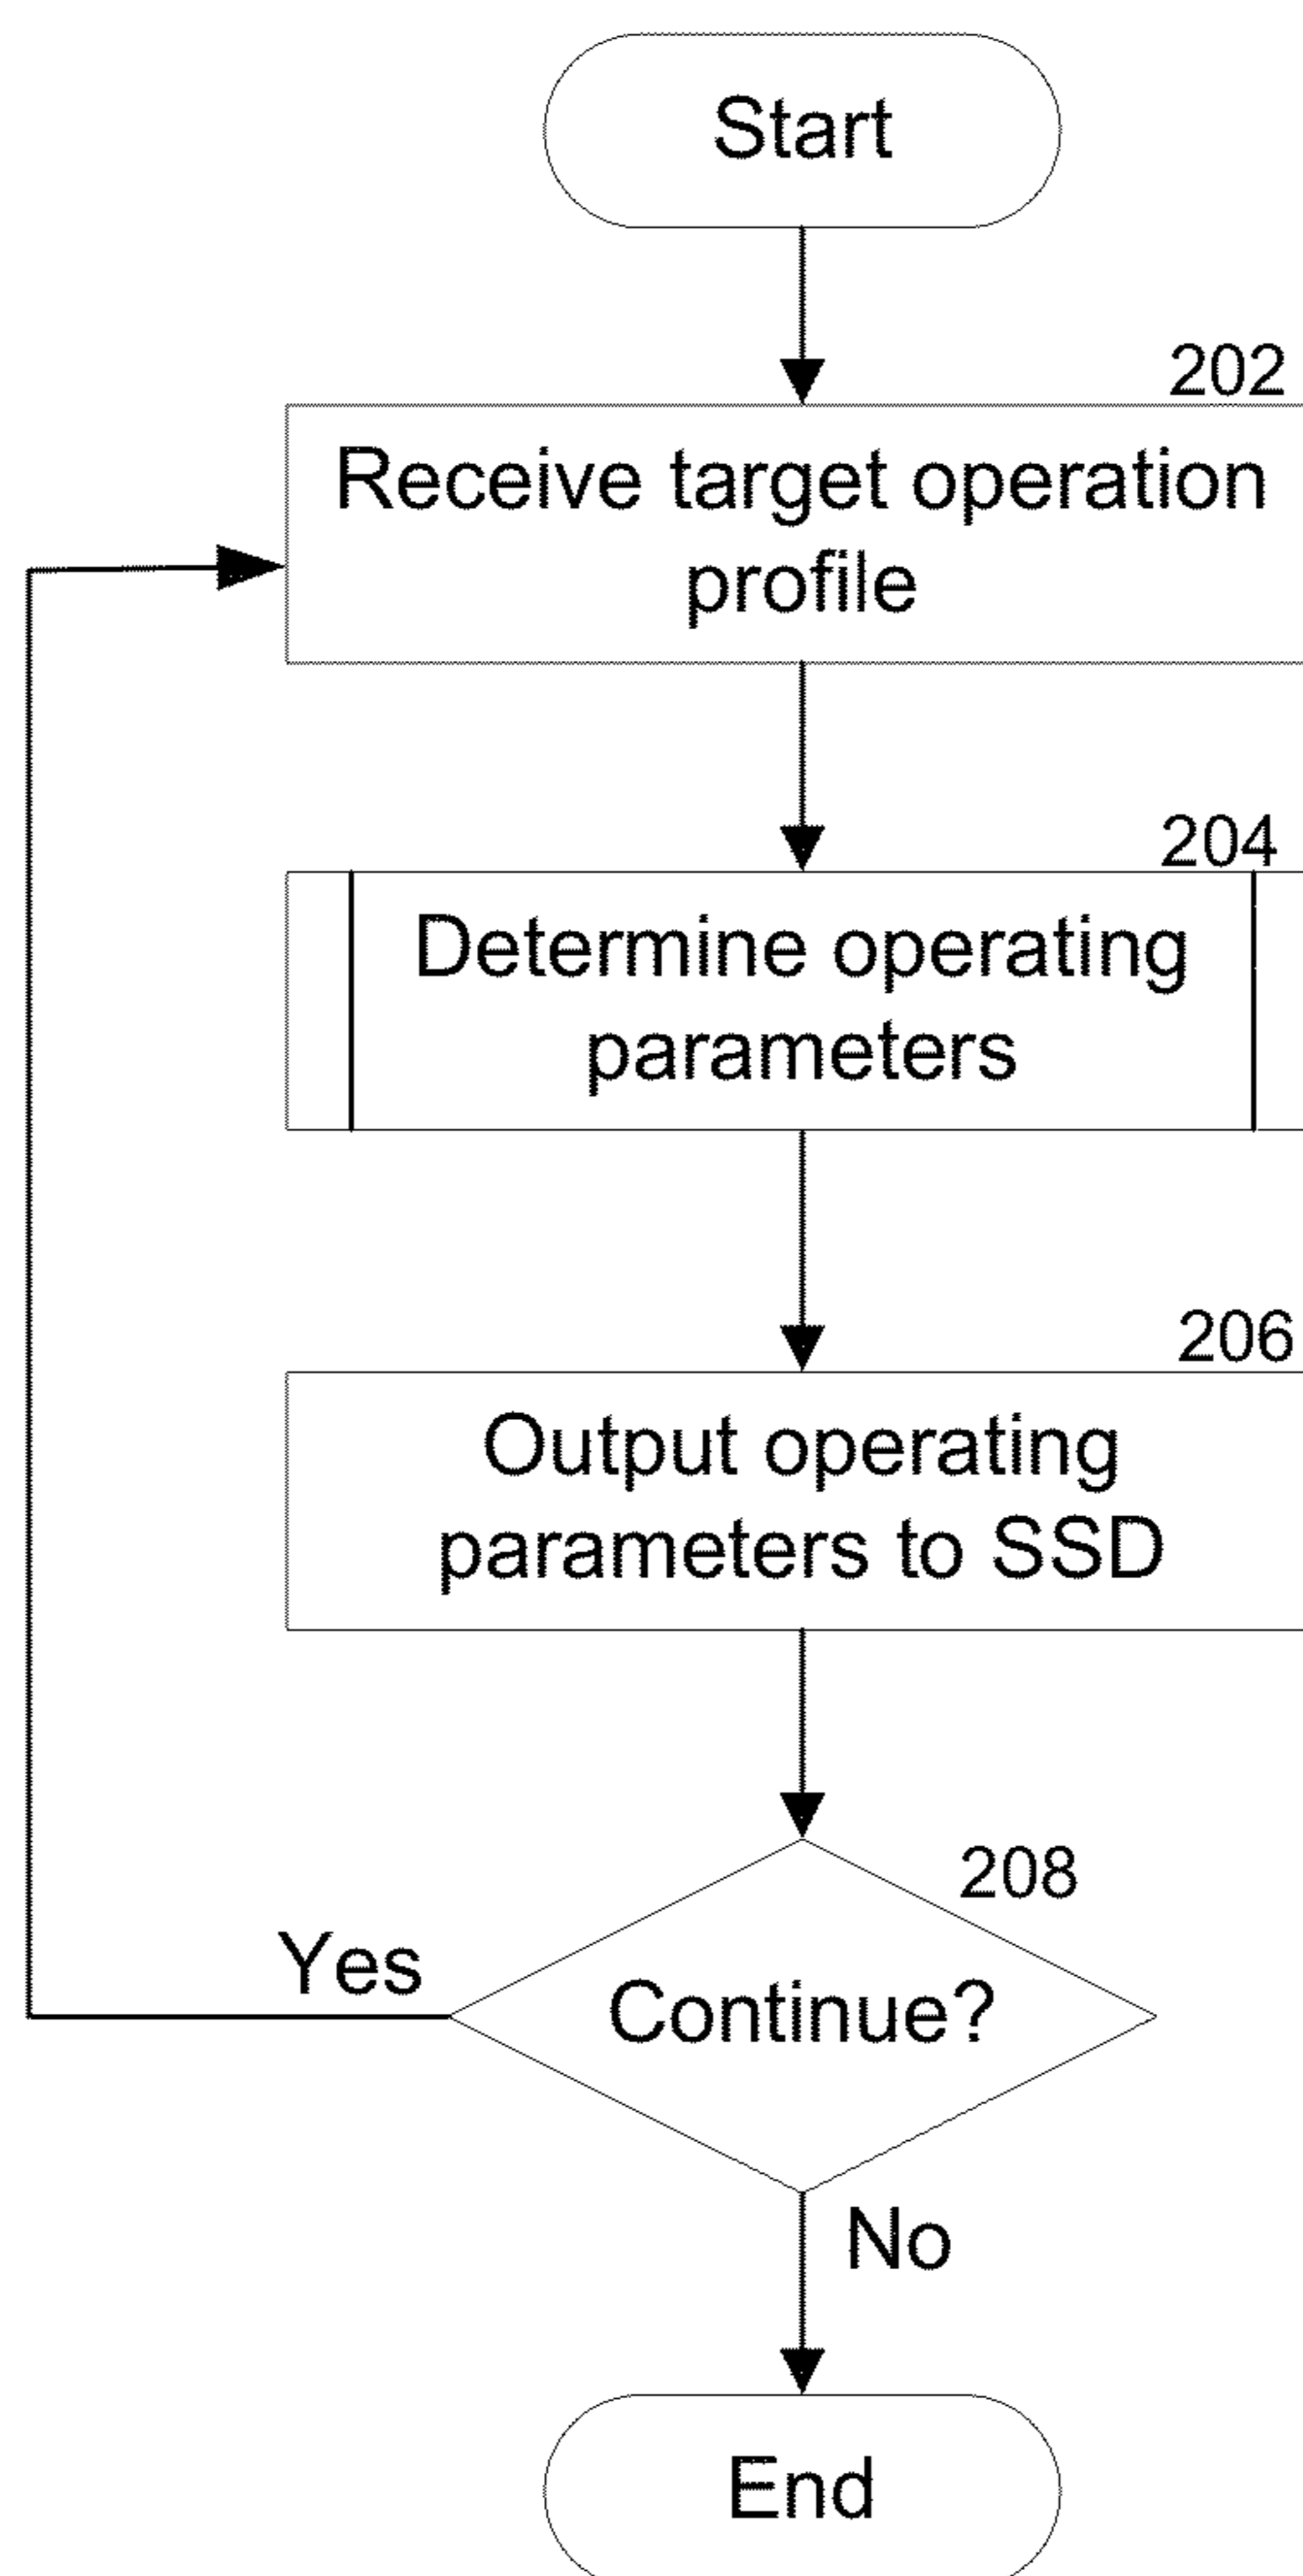 Start
202
Receive target operation
profile
204
Determine operating
parameters
206
Output operating
parameters to SSD
208
Continue?
Yes
No
End